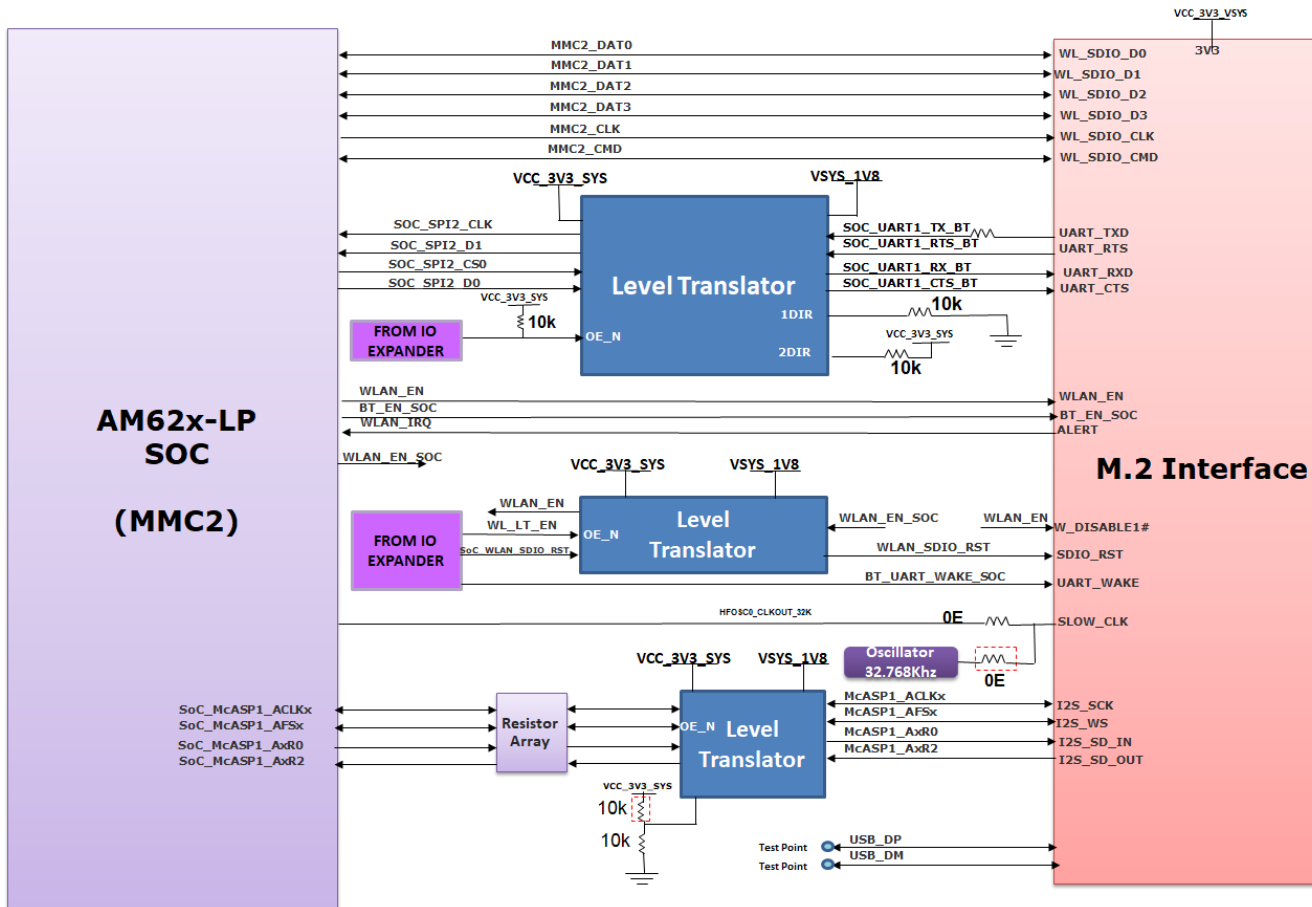 VCC_3V3_VSYS
3V3
MMC2_DAT0
WL_SDIO_D0
MMC2_DAT1
WL_SDIO_D1
MMC2_DAT2
WL_SDIO_D2
MMC2_DAT3
WL_SDIO_D3
MMC2_CLK
WL_SDIO_CLK
MMC2_CMD
WL_SDIO_CMD
VCC_3V3_SYS
VSYS_1V8
SOC_SPI2_CLK
SOC_SPI2_D1
SOC_SPI2_CS0
SOC_SPI2_D0
Level Translator
SOC_UART1_TX_BT
SOC_UART1_RTS_BT
SOC_UART1_RX_BT
SOC_UART1_CTS_BT
UART_TXD
UART_RTS
UART_RXD
UART_CTS
VCC_3V3_SYS
10k
FROM IO
EXPANDER
OE_N
1DIR
10k
2DIR
VCC_3V3_SYS
10k
AM62x-LP
SOC
(MMC2)
WLAN_EN
BT_EN_SOC
WLAN_IRQ
WLAN_EN
BT_EN_SOC
ALERT
WLAN_EN_SOC
M.2 Interface
VCC_3V3_SYS
VSYS_1V8
WLAN_EN
WL_LT_EN
SoC_WLAN_SDIO_RST
FROM IO
EXPANDER
OE_N
Level
Translator
WLAN_EN_SOC
WLAN_EN
W_DISABLE1#
WLAN_SDIO_RST
SDIO_RST
BT_UART_WAKE_SOC
UART_WAKE
HFOSC0_CLKOUT_32K
0E
SLOW_CLK
Oscillator
32.768Khz
0E
VCC_3V3_SYS
VSYS_1V8
SoC_McASP1_ACLKx
SoC_McASP1_AFSx
SoC_McASP1_AxR0
SoC_McASP1_AxR2
Resistor
Array
OE_N
Level
Translator
McASP1_ACLKx
McASP1_AFSx
McASP1_AxR0
McASP1_AxR2
I2S_SCK
I2S_WS
I2S_SD_IN
I2S_SD_OUT
VCC_3V3_SYS
10k
10k
Test Point
USB_DP
Test Point
USB_DM